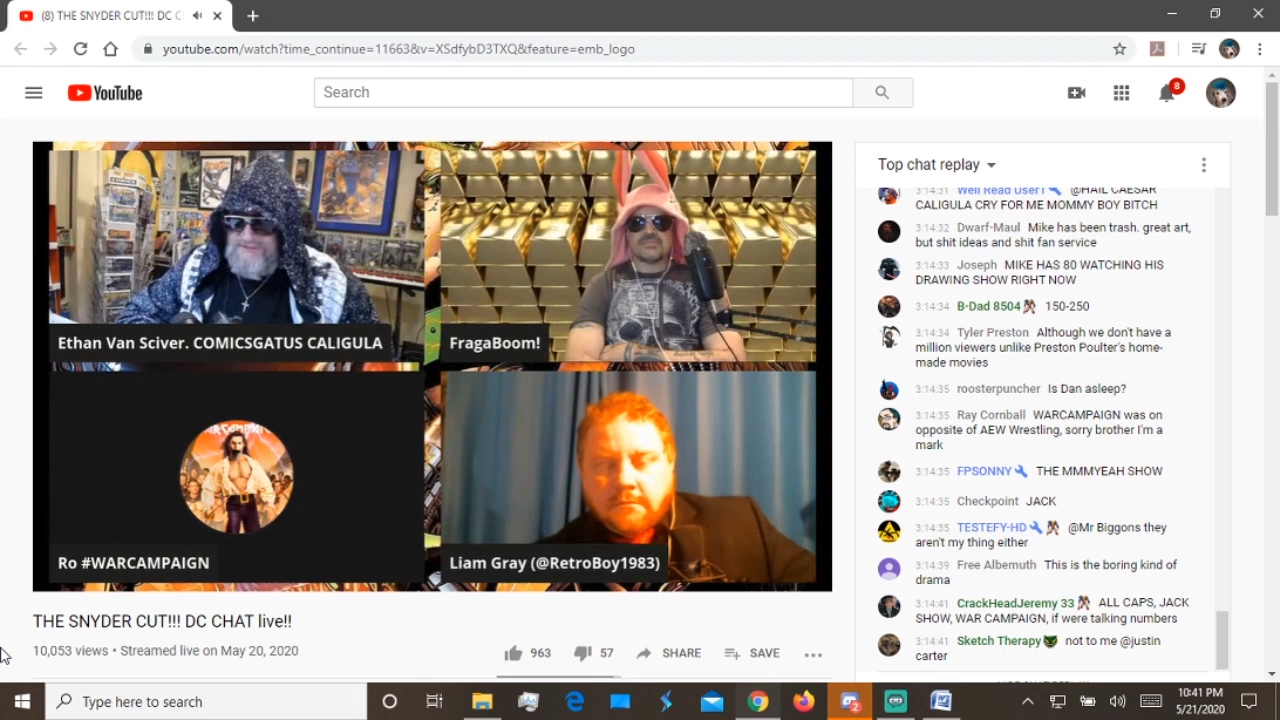 (8) THE SNYDER CUT!!! DC C
youtube.com/watch?time_continue=11663&v=XSdfybD3TXQ&feature=emb_logo
YouTube
Search
8
Ethan Van Sciver. COMICSGATUS CALIGULA
FragaBoom!
Ro #WARCAMPAIGN
Liam Gray (@RetroBoy1983)
THE SNYDER CUT!!! DC CHAT live!!
10,053 views • Streamed live on May 20, 2020
963
57
SHARE
SAVE
Top chat replay
3:14:31 Well Read User1 @HAIL CAESAR
CALIGULA CRY FOR ME MOMMY BOY BITCH
3:14:32 Dwarf-Maul Mike has been trash. great art,
but shit ideas and shit fan service
3:14:33 Joseph MIKE HAS 80 WATCHING HIS
DRAWING SHOW RIGHT NOW
3:14:34 B-Dad 8504 150-250
3:14:34 Tyler Preston Although we don't have a
million viewers unlike Preston Poulter's home-
made movies
3:14:35 roosterpuncher Is Dan asleep?
3:14:35 Ray Cornball WARCAMPAIGN was on
opposite of AEW Wrestling, sorry brother I'm a
mark
3:14:35 FPSONNY THE MMMYEAH SHOW
3:14:35 Checkpoint JACK
3:14:35 TESTEFY-HD @Mr Biggons they
aren't my thing either
3:14:39 Free Albemuth This is the boring kind of
drama
3:14:41 CrackHeadJeremy 33 ALL CAPS, JACK
SHOW, WAR CAMPAIGN, if were talking numbers
3:14:41 Sketch Therapy not to me @justin
carter
Type here to search
2
10:41 PM
5/21/2020